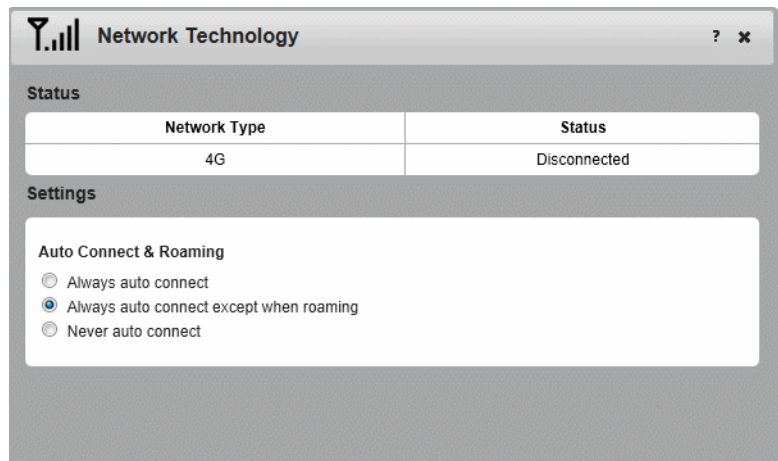 Network Technology ? ✖
Status
Network Type Status
4G Disconnected
Settings
Auto Connect & Roaming
Always auto connect
Always auto connect except when roaming
Never auto connect